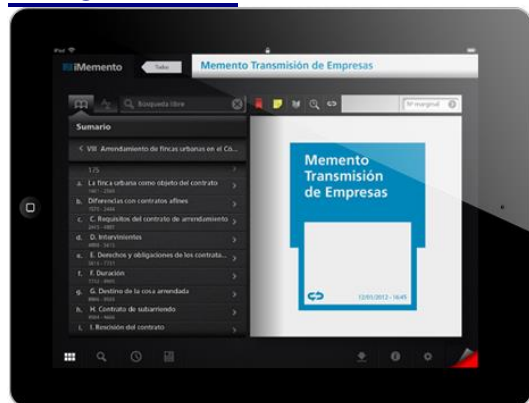 iPad
iMemento
Memento Transmisión de Empresas
Búsqueda libre
Nº marginal
Sumario
VIII Arrendamiento de fincas urbanas en el Có...
175
a. La finca urbana como objeto del contrato
b. Diferencias con contratos afines
c. C. Requisitos del contrato de arrendamiento
d. D. Intervinientes
e. E. Derechos y obligaciones de los contrata...
f. F. Duración
g. G. Destino de la cosa arrendada
h. H. Contrato de subarriendo
i. I. Rescisión del contrato
Memento
Transmisión
de Empresas
12/01/2012 - 16:45